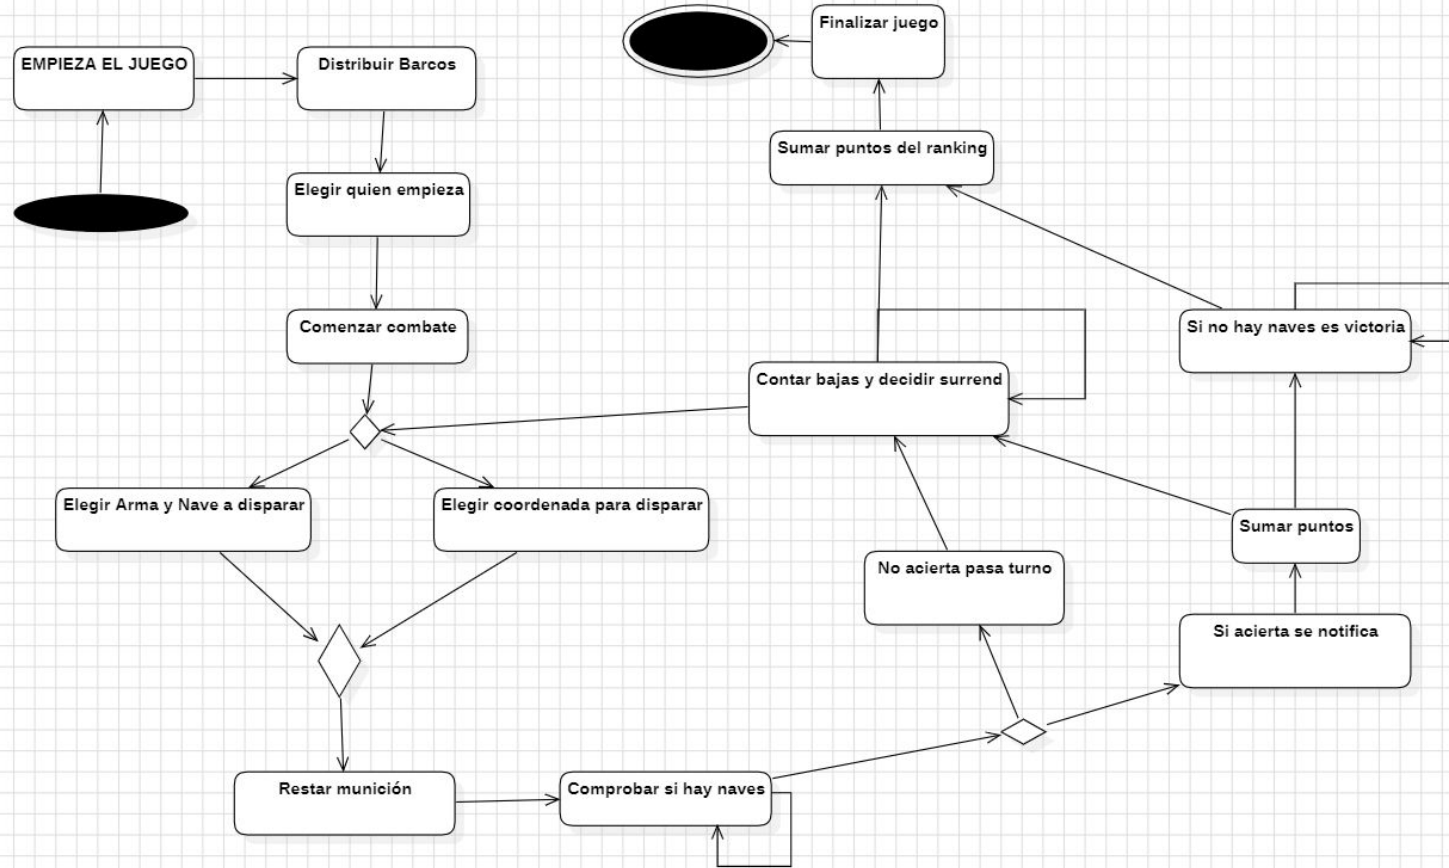 EMPIEZA EL JUEGO
Distribuir Barcos
Elegir quien empieza
Comenzar combate
Elegir Arma y Nave a disparar
Elegir coordenada para disparar
Restar munición
Comprobar si hay naves
No acierta pasa turno
Si acierta se notifica
Sumar puntos
Contar bajas y decidir surrend
Si no hay naves es victoria
Sumar puntos del ranking
Finalizar juego